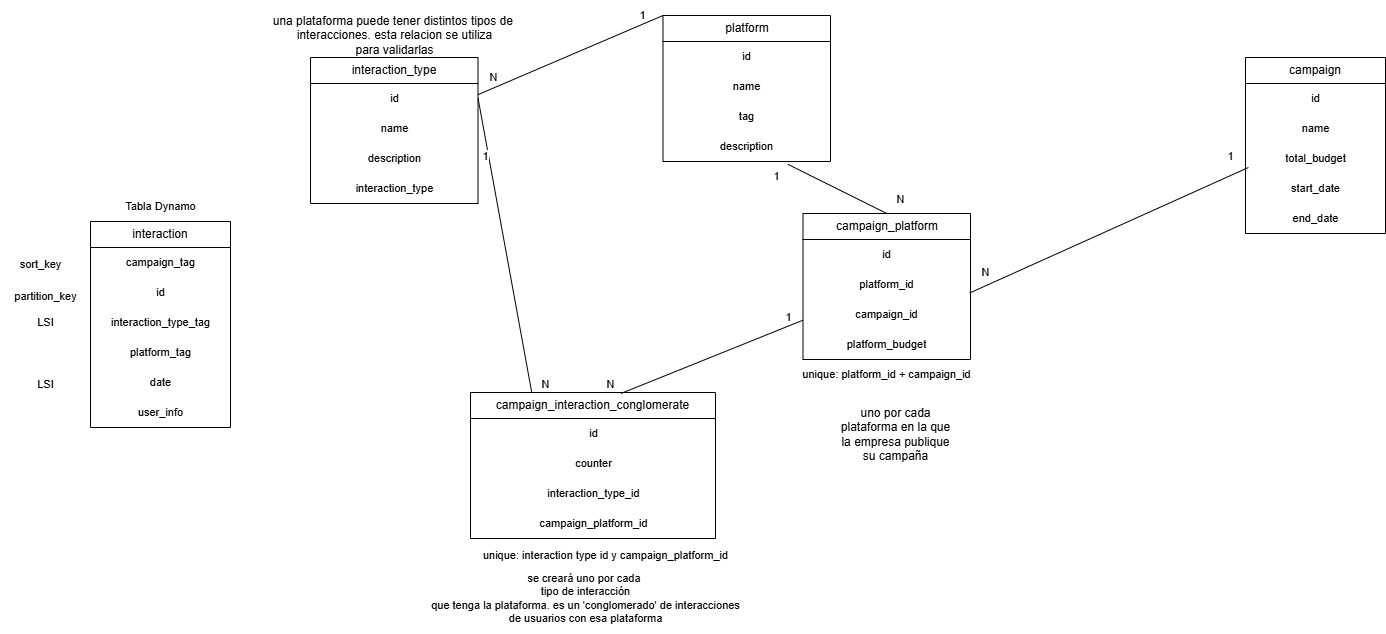 una plataforma puede tener distintos tipos de
interacciones. esta relacion se utiliza
para validarlas
interaction_type
id
name
description
interaction_type
1
N
1
platform
id
name
tag
description
1
N
campaign
id
name
total_budget
start_date
end_date
1
N
campaign_platform
id
platform_id
campaign_id
platform_budget
unique: platform_id + campaign_id
uno por cada
plataforma en la que
la empresa publique
su campaña
Tabla Dynamo
interaction
sort_key
campaign_tag
partition_key
id
LSI
interaction_type_tag
platform_tag
LSI
date
user_info
1
N
N
campaign_interaction_conglomerate
id
counter
interaction_type_id
campaign_platform_id
unique: interaction type id y campaign_platform_id
se creará uno por cada
tipo de interacción
que tenga la plataforma. es un 'conglomerado' de interacciones
de usuarios con esa plataforma